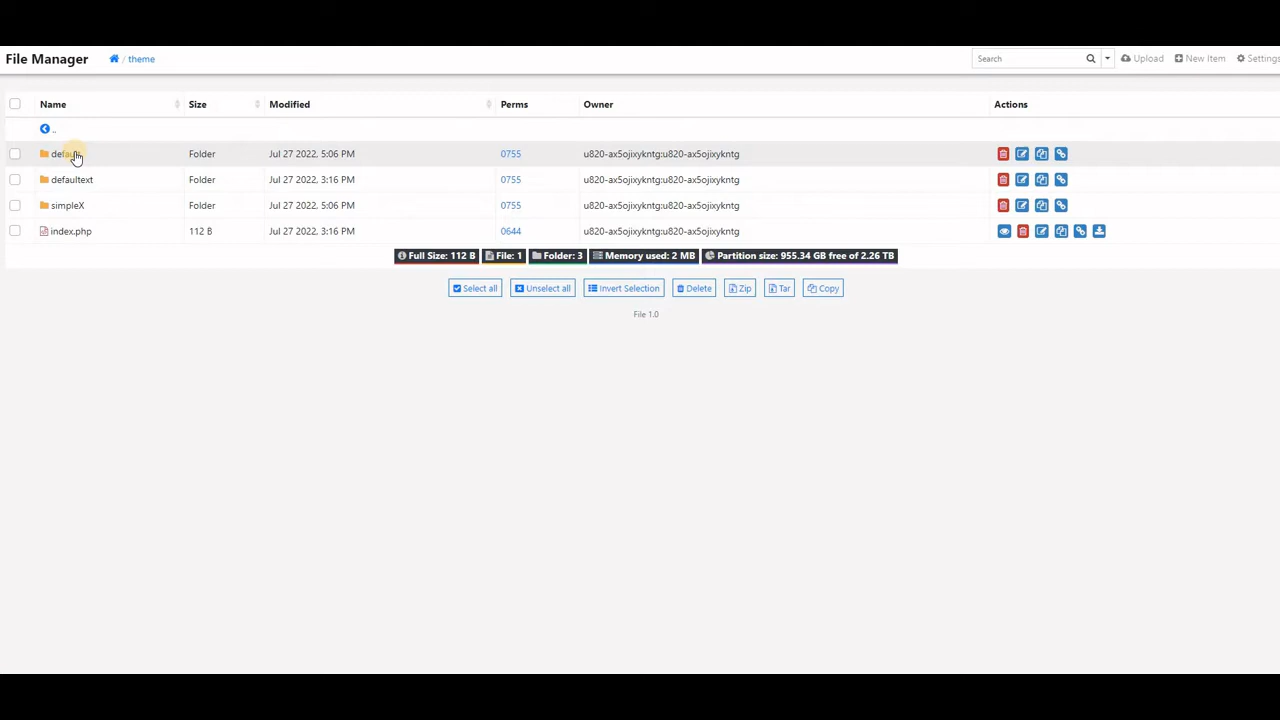 File Manager / theme Search Upload New Item Settings
Name Size Modified Perms Owner Actions
..
Folder Jul 27 2022, 5:06 PM 0755 u820-ax5ojixykntg:u820-ax5ojixykntg
defaultext Folder Jul 27 2022, 3:16 PM 0755 u820-ax5ojixykntg:u820-ax5ojixykntg
simpleX Folder Jul 27 2022, 5:06 PM 0755 u820-ax5ojixykntg:u820-ax5ojixykntg
index.php 112 B Jul 27 2022, 3:16 PM 0644 u820-ax5ojixykntg:u820-ax5ojixykntg
Full Size: 112 B File: 1 Folder: 3 Memory used: 2 MB Partition size: 955.34 GB free of 2.26 TB
Select all Unselect all Invert Selection Delete Zip Tar Copy
File 1.0